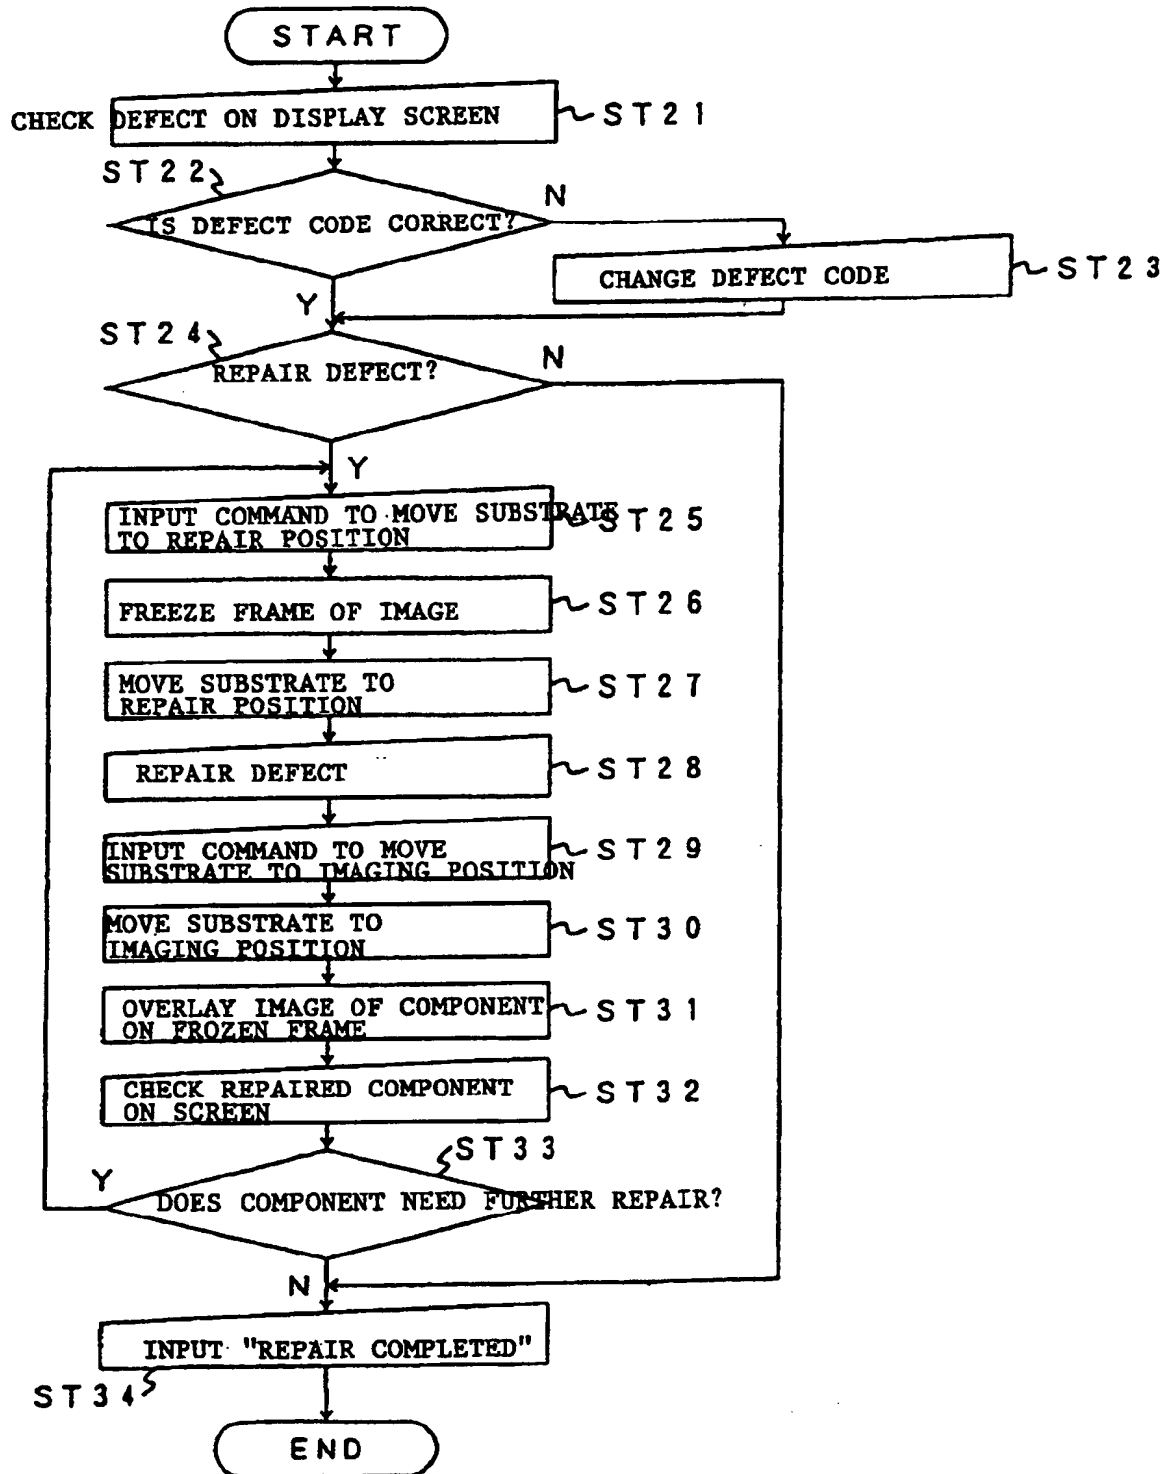 START
CHECK DEFECT ON DISPLAY SCREEN
ST21
ST22
IS DEFECT CODE CORRECT?
N
CHANGE DEFECT CODE
ST23
Y
ST24
REPAIR DEFECT?
N
Y
INPUT COMMAND TO MOVE SUBSTRATE
TO REPAIR POSITION
ST25
FREEZE FRAME OF IMAGE
ST26
MOVE SUBSTRATE TO
REPAIR POSITION
ST27
REPAIR DEFECT
ST28
INPUT COMMAND TO MOVE
SUBSTRATE TO IMAGING POSITION
ST29
MOVE SUBSTRATE TO
IMAGING POSITION
ST30
OVERLAY IMAGE OF COMPONENT
ON FROZEN FRAME
ST31
CHECK REPAIRED COMPONENT
ON SCREEN
ST32
ST33
Y
DOES COMPONENT NEED FURTHER REPAIR?
N
INPUT "REPAIR COMPLETED"
ST34
END